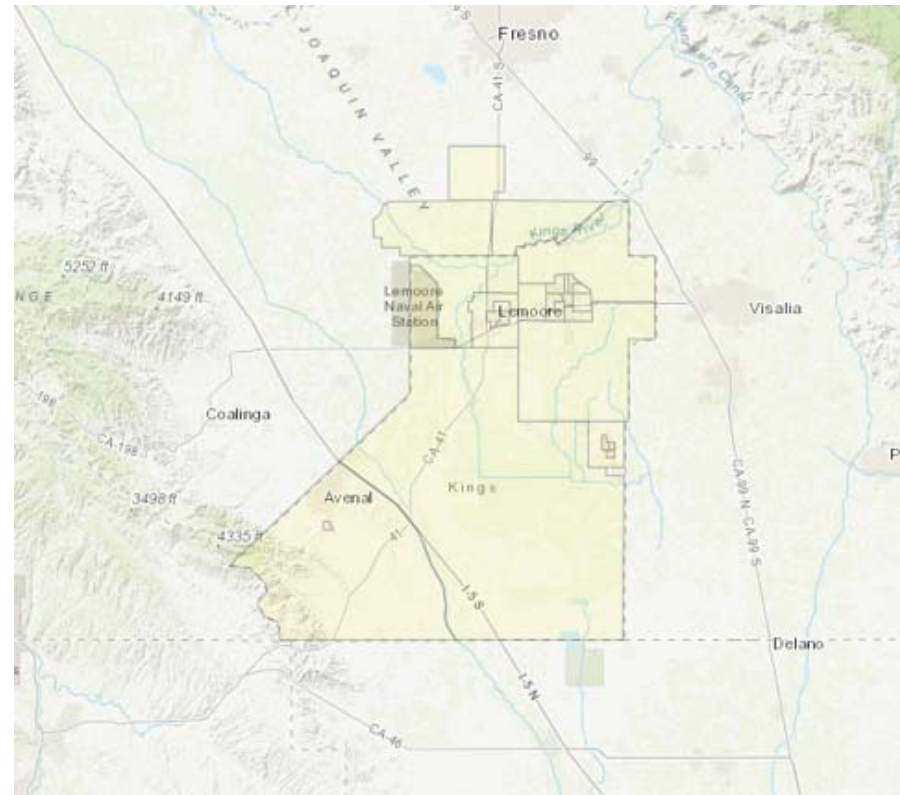 99 S
Fresno
JOAQUIN VALLEY
CA-41 S
99
Kings River
5252 ft
NGE
4149 ft
Lemoore
Naval Air
Station
Lemoore
Visalia
Coalinga
198
CA-198
CA-41
P
3498 ft
Avenal
Kings
4335 ft
41
CA-99 N-CA-99 S
I-5 S
Delano
I-5 N
CA-46